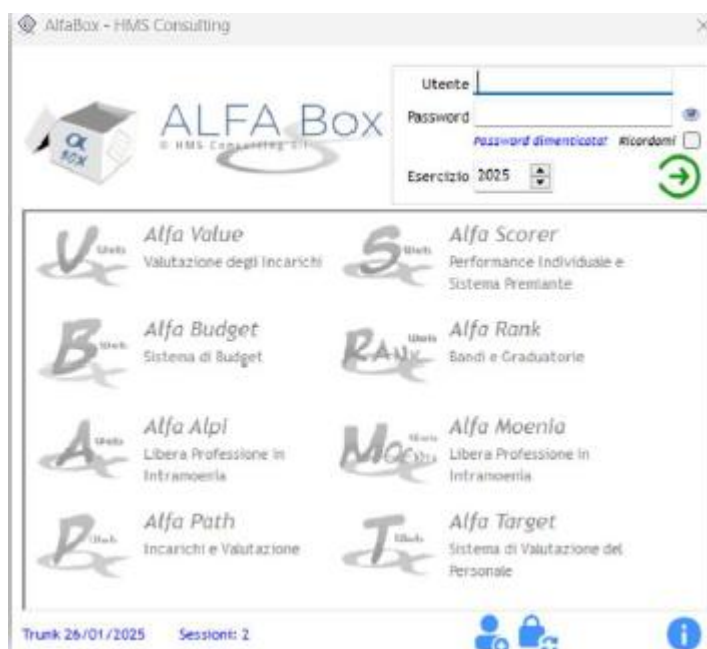 AlfaBox - HMS Consulting
Utente
Password
Password dimenticata? Ricordami
Esercizio 2025
ALFA Box
© HMS Consulting srl
α
BOX
Alfa Value
Valutazione degli Incarichi
Alfa Scorer
Performance Individuale e
Sistema Premiante
Alfa Budget
Sistema di Budget
Alfa Rank
Bandi e Graduatorie
Alfa Alpi
Libera Professione in
Intramoenia
Alfa Moenia
Libera Professione in
Intramoenia
Alfa Path
Incarichi e Valutazione
Alfa Target
Sistema di Valutazione del
Personale
Trunk 26/01/2025 Sessioni: 2